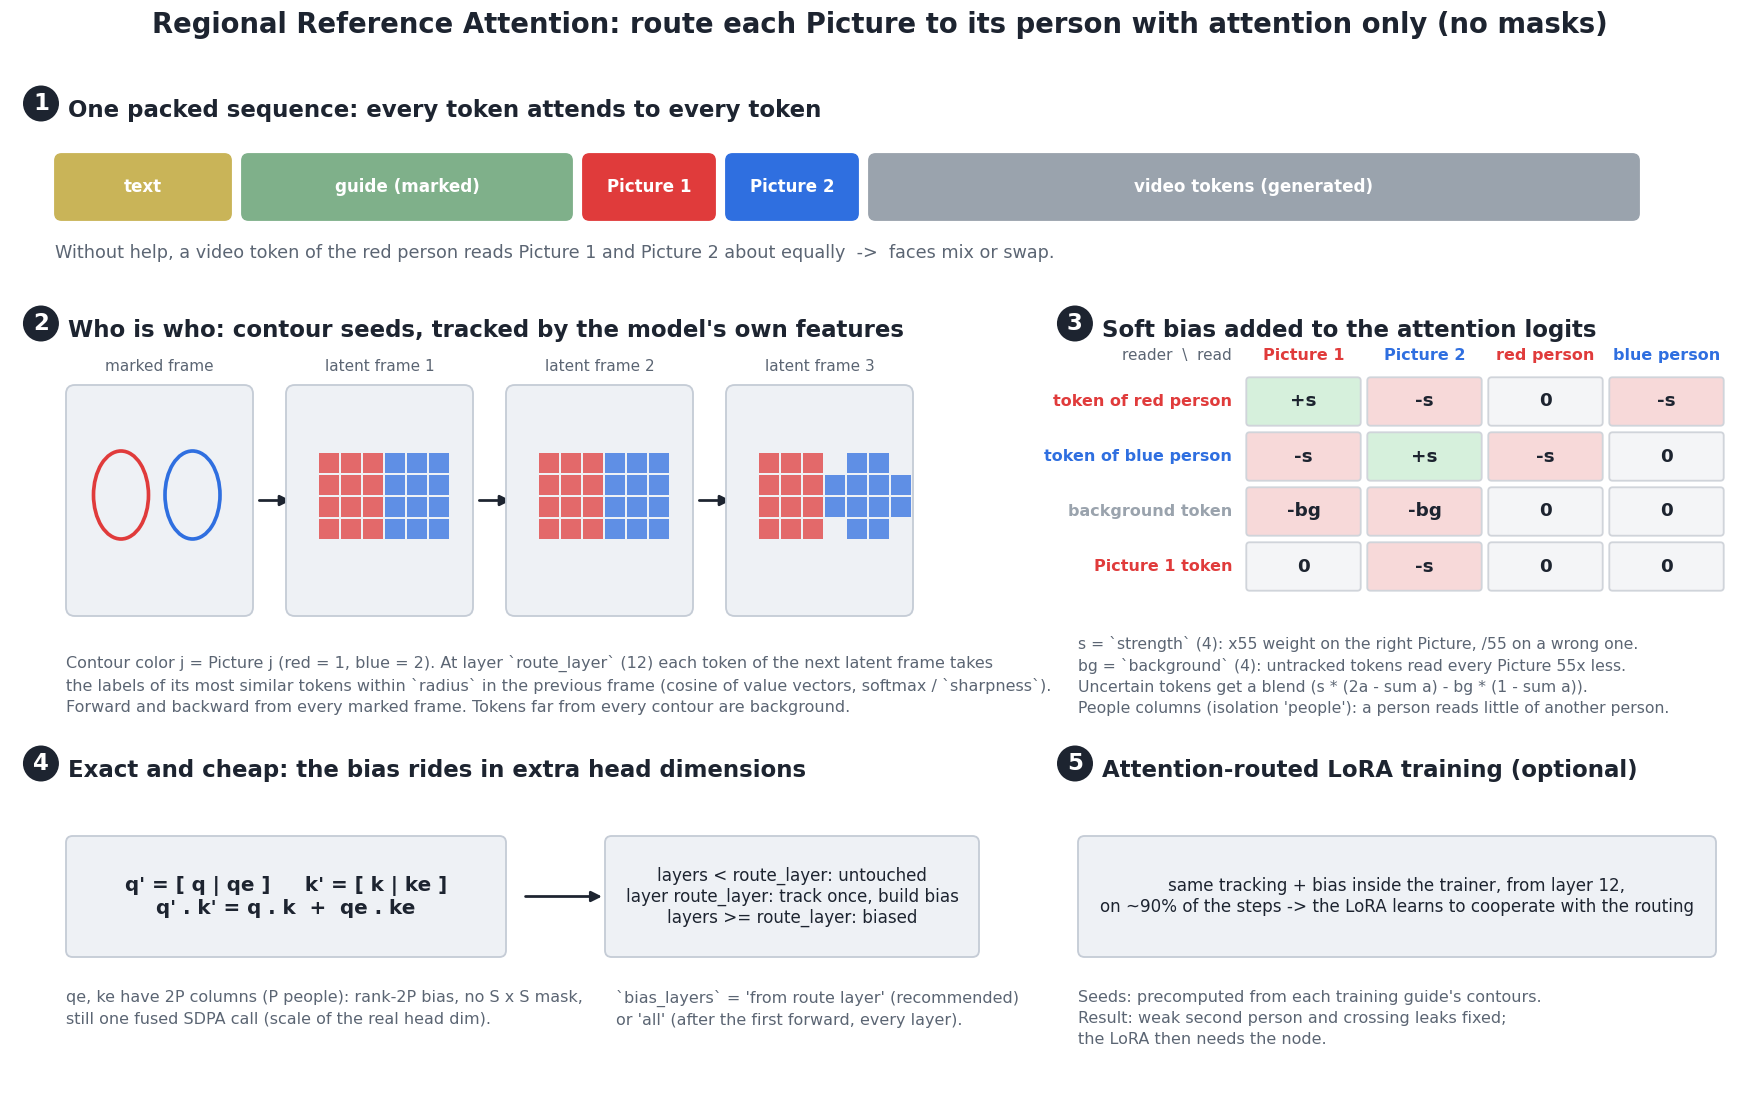 Regional Reference Attention: route each Picture to its person with attention only (no masks)
1 One packed sequence: every token attends to every token
text guide (marked) Picture 1 Picture 2 video tokens (generated)
Without help, a video token of the red person reads Picture 1 and Picture 2 about equally -> faces mix or swap.
2 Who is who: contour seeds, tracked by the model's own features
marked frame latent frame 1 latent frame 2 latent frame 3
Contour color j = Picture j (red = 1, blue = 2). At layer `route_layer` (12) each token of the next latent frame takes
the labels of its most similar tokens within `radius` in the previous frame (cosine of value vectors, softmax / `sharpness`).
Forward and backward from every marked frame. Tokens far from every contour are background.
3 Soft bias added to the attention logits
reader \ read Picture 1 Picture 2 red person blue person
token of red person +s -s 0 -s
token of blue person -s +s -s 0
background token -bg -bg 0 0
Picture 1 token 0 -s 0 0
s = `strength` (4): x55 weight on the right Picture, /55 on a wrong one.
bg = `background` (4): untracked tokens read every Picture 55x less.
Uncertain tokens get a blend (s * (2a - sum a) - bg * (1 - sum a)).
People columns (isolation 'people'): a person reads little of another person.
4 Exact and cheap: the bias rides in extra head dimensions
q' = [ q | qe ] k' = [ k | ke ]
q' . k' = q . k + qe . ke
layers < route_layer: untouched
layer route_layer: track once, build bias
layers >= route_layer: biased
qe, ke have 2P columns (P people): rank-2P bias, no S x S mask,
still one fused SDPA call (scale of the real head dim).
`bias_layers` = 'from route layer' (recommended)
or 'all' (after the first forward, every layer).
5 Attention-routed LoRA training (optional)
same tracking + bias inside the trainer, from layer 12,
on ~90% of the steps -> the LoRA learns to cooperate with the routing
Seeds: precomputed from each training guide's contours.
Result: weak second person and crossing leaks fixed;
the LoRA then needs the node.